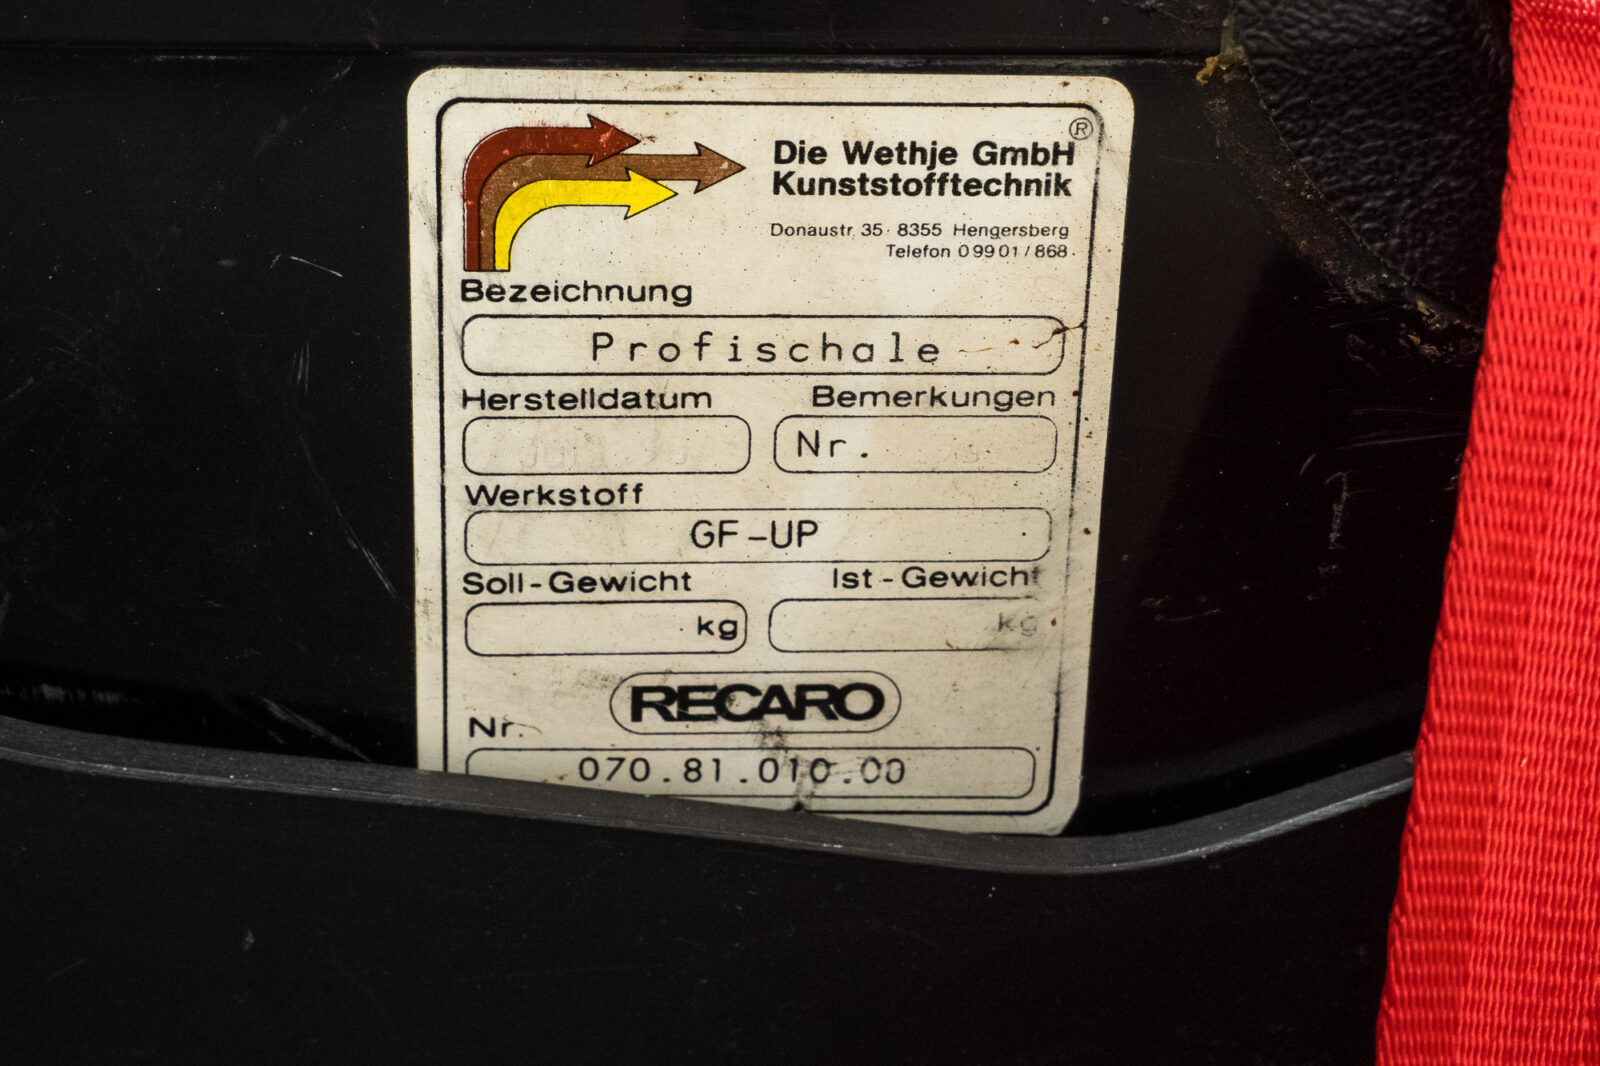 ®
Die Wethje GmbH
Kunststofftechnik
Donaustr. 35 · 8355 Hengersberg
Telefon 09901/868
Bezeichnung
Profischale
Herstelldatum Bemerkungen
Nr.
Werkstoff
GF-UP
Soll-Gewicht Ist-Gewicht
kg kg
RECARO
Nr.
070.81.010.00